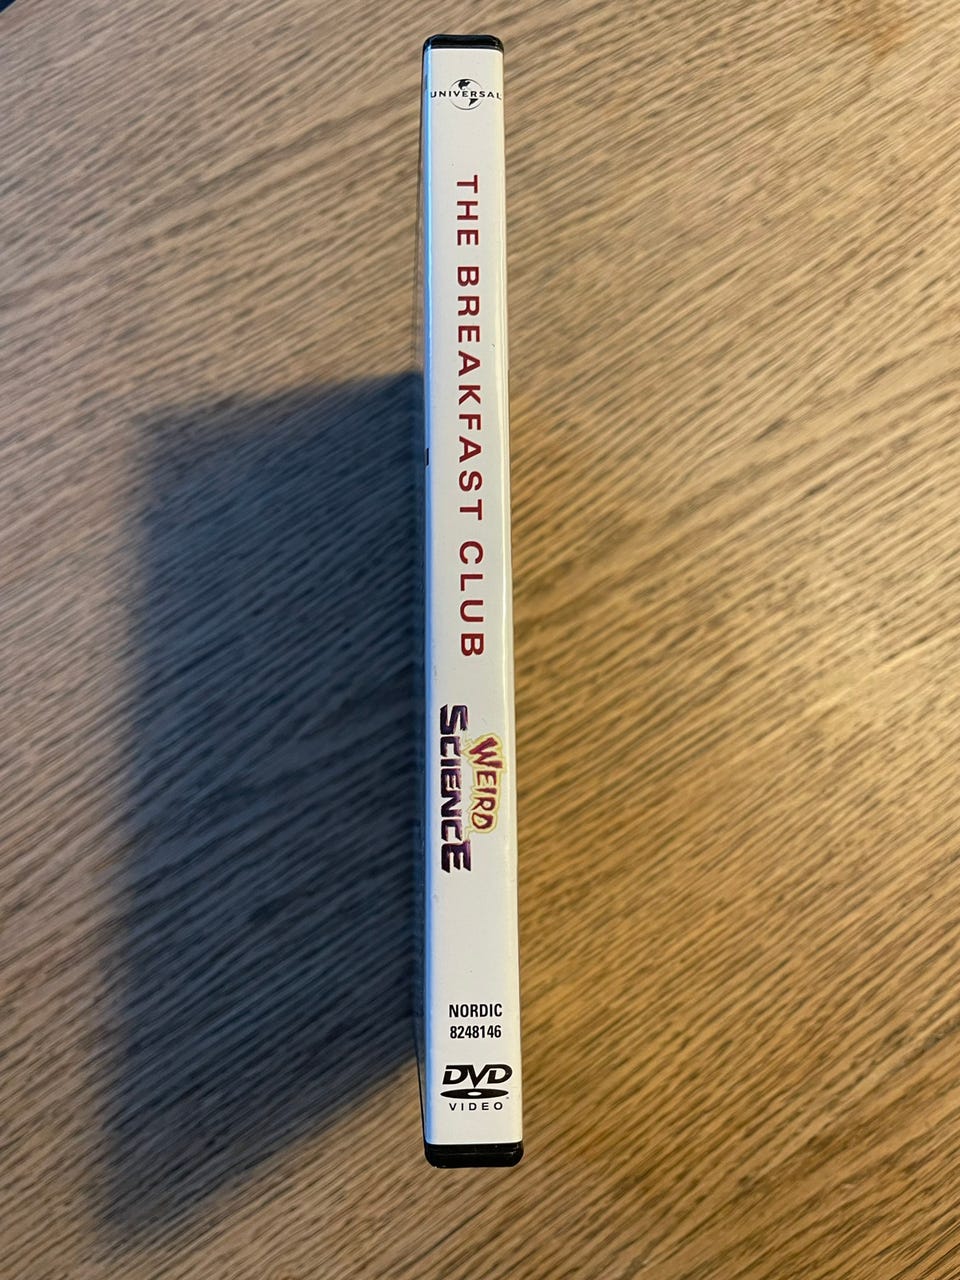 UNIVERSAL
THE BREAKFAST CLUB
WEIRD
SCIENCE
NORDIC
8248146
DVD
VIDEO